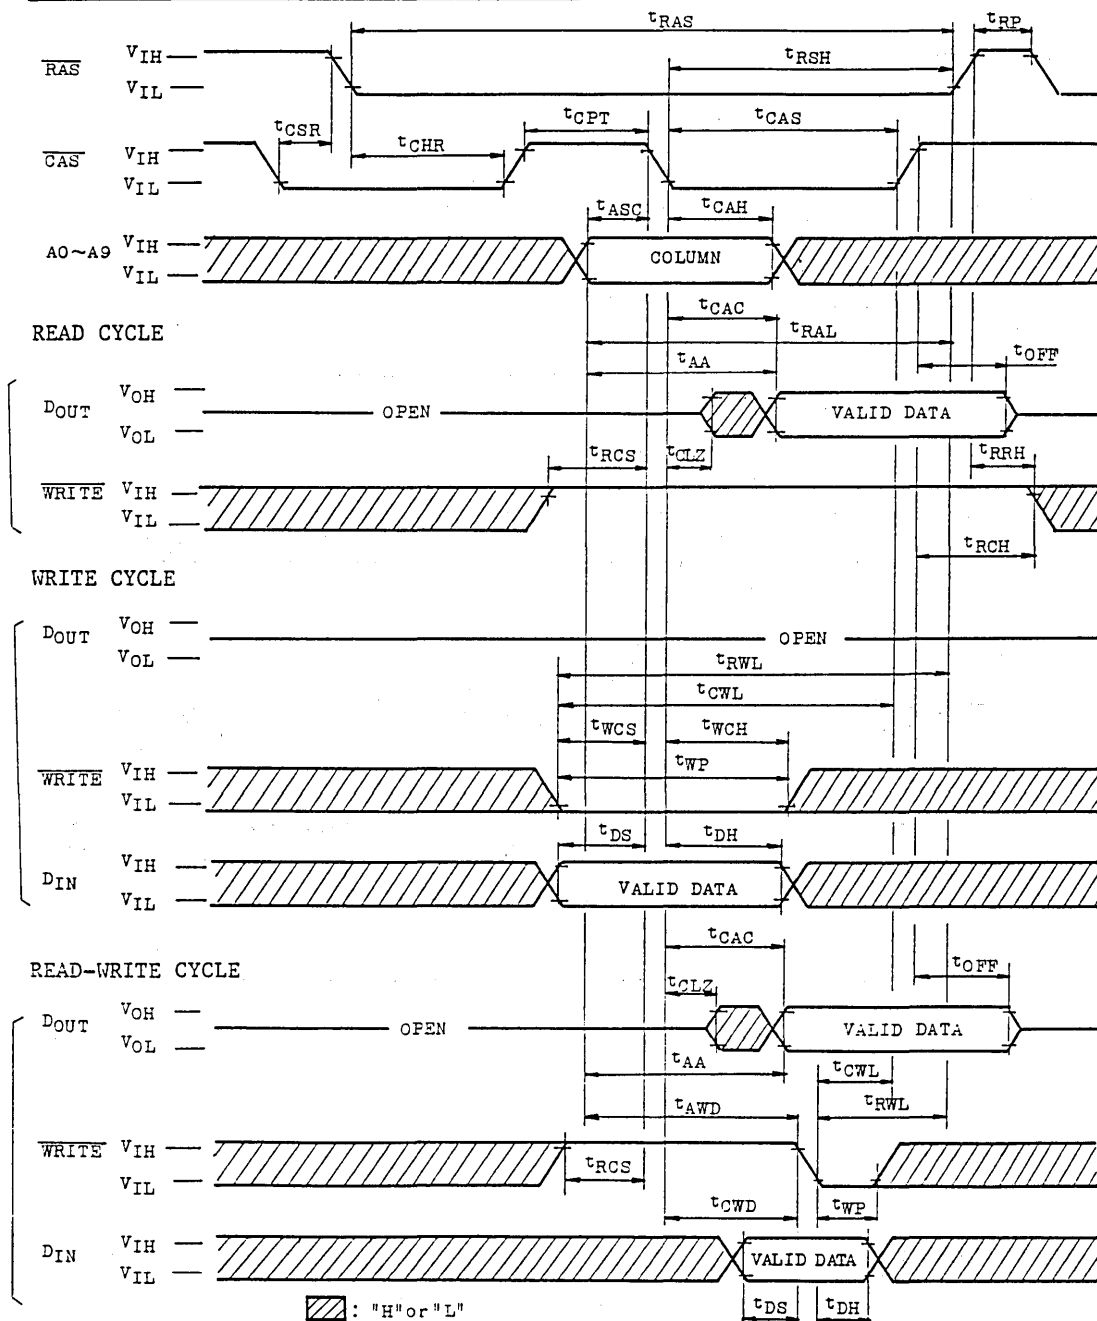 tRAS
tRP
RAS
VIH
VIL
tRSH
tCSR
tCPT
tCAS
CAS
VIH
VIL
tCHR
tASC
tCAH
A0~A9
VIH
VIL
COLUMN
tCAC
tRAL
READ CYCLE
tAA
tOFF
DOUT
VOH
VOL
OPEN
VALID DATA
tRCS
tCLZ
tRRH
WRITE
VIH
VIL
tRCH
WRITE CYCLE
DOUT
VOH
VOL
OPEN
tRWL
tCWL
tWCS
tWCH
WRITE
VIH
VIL
tWP
tDS
tDH
DIN
VIH
VIL
VALID DATA
tCAC
READ-WRITE CYCLE
tCLZ
tOFF
DOUT
VOH
VOL
OPEN
VALID DATA
tAA
tCWL
tAWD
tRWL
WRITE
VIH
VIL
tRCS
tCWD
tWP
DIN
VIH
VIL
VALID DATA
tDS
tDH
: "H" or "L"